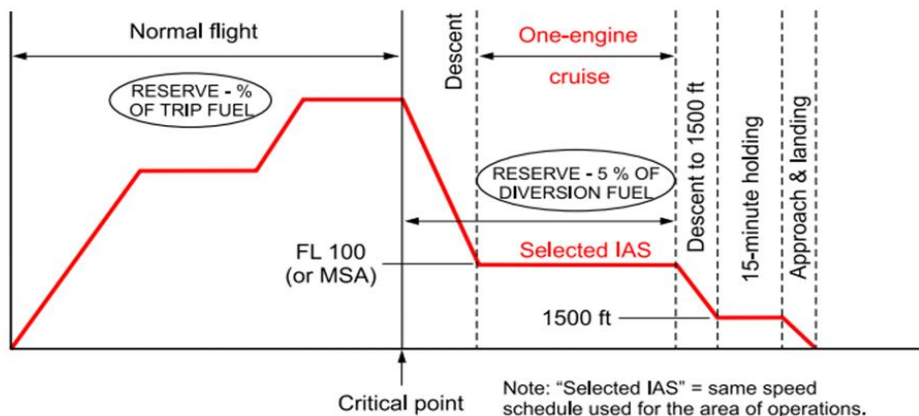 Normal flight
RESERVE - %
OF TRIP FUEL
Descent
One-engine
cruise
RESERVE - 5 % OF
DIVERSION FUEL
Descent to 1500 ft
15-minute holding
Approach & landing
FL 100
(or MSA)
Selected IAS
1500 ft
Critical point
Note: “Selected IAS” = same speed
schedule used for the area of operations.